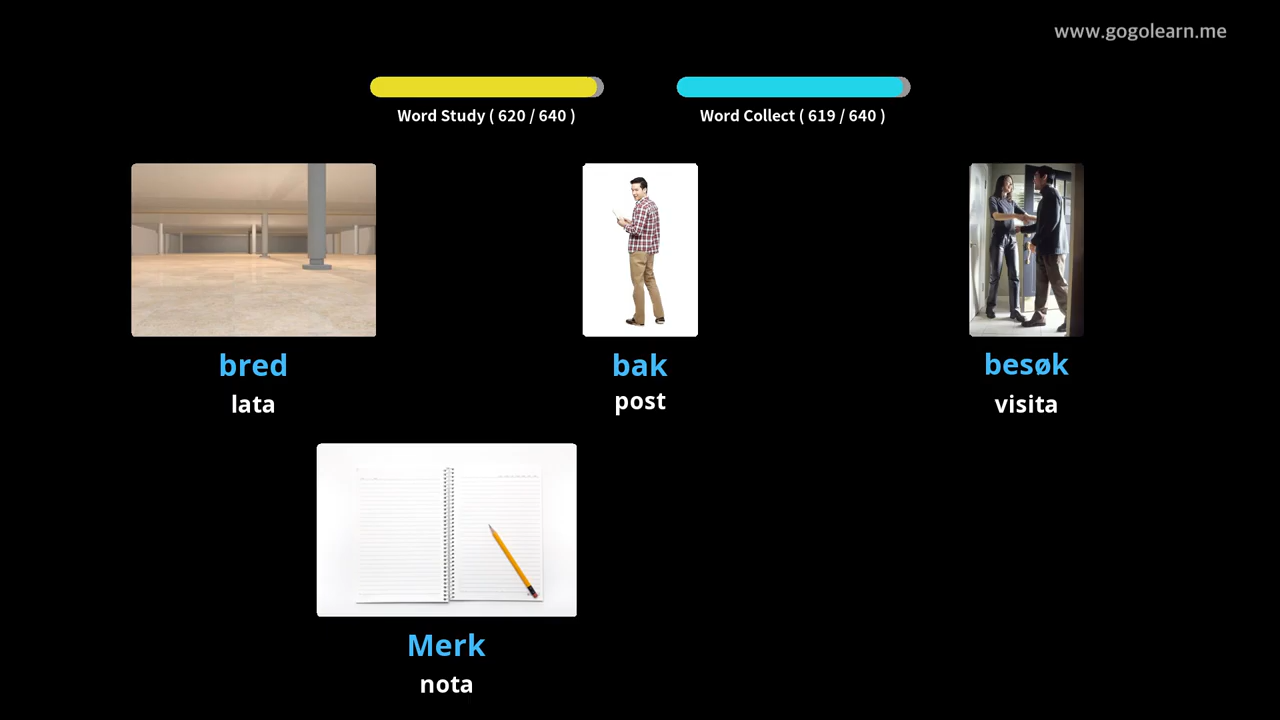 www.gogolearn.me
Word Study ( 620 / 640 )
Word Collect ( 619 / 640 )
bred
bak
besøk
lata
post
visita
Merk
nota